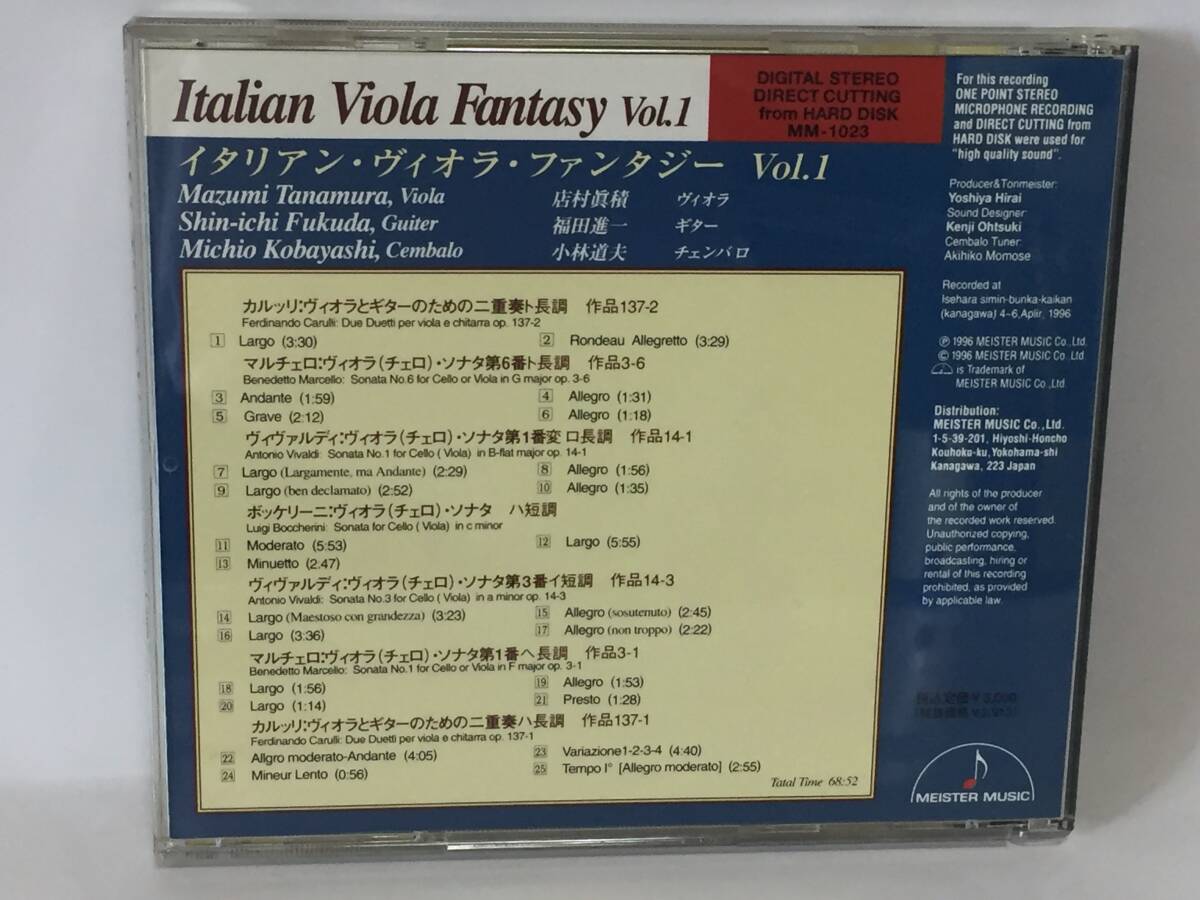 Italian Viola Fantasy Vol.1
DIGITAL STEREO
DIRECT CUTTING
from HARD DISK
MM-1023
イタリアン・ヴィオラ・ファンタジー Vol.1
Mazumi Tanamura, Viola 店村眞積 ヴィオラ
Shin-ichi Fukuda, Guiter 福田進一 ギター
Michio Kobayashi, Cembalo 小林道夫 チェンバロ
カルッリ:ヴィオラとギターのための二重奏ト長調 作品137-2
Ferdinando Carulli: Due Duetti per viola e chitarra op. 137-2
1 Largo (3:30) 2 Rondeau Allegretto (3:29)
マルチェロ:ヴィオラ(チェロ)・ソナタ第6番ト長調 作品3-6
Benedetto Marcello: Sonata No.6 for Cello or Viola in G major op. 3-6
3 Andante (1:59) 4 Allegro (1:31)
5 Grave (2:12) 6 Allegro (1:18)
ヴィヴァルディ:ヴィオラ(チェロ)・ソナタ第1番変ロ長調 作品14-1
Antonio Vivaldi: Sonata No.1 for Cello ( Viola) in B-flat major op. 14-1
7 Largo (Largamente, ma Andante) (2:29) 8 Allegro (1:56)
9 Largo (ben declamato) (2:52) 10 Allegro (1:35)
ボッケリーニ:ヴィオラ(チェロ)・ソナタ ハ短調
Luigi Boccherini: Sonata for Cello ( Viola) in c minor
11 Moderato (5:53) 12 Largo (5:55)
13 Minuetto (2.47)
ヴィヴァルディ:ヴィオラ(チェロ)・ソナタ第3番イ短調 作品14-3
Antonio Vivaldi: Sonata No.3 for Cello ( Viola) in a minor op. 14-3
14 Largo (Maestoso con grandezza) (3:23) 15 Allegro (sosutenuto) (2:45)
16 Largo (3:36) 17 Allegro (non troppo) (2:22)
マルチェロ:ヴィオラ(チェロ)・ソナタ第1番ヘ長調 作品3-1
Benedetto Marcello: Sonata No.1 for Cello or Viola in F major op. 3-1
18 Largo (1:56) 19 Allegro (1:53)
20 Largo (1:14) 21 Presto (1:28)
カルッリ:ヴィオラとギターのための二重奏ハ長調 作品137-1
Ferdinando Carulli: Due Duetti per viola e chitarra op. 137-1
22 Allgro moderato-Andante (4:05) 23 Variazione1-2-3-4 (4:40)
24 Mineur Lento (0:56) 25 Tempo I° [Allegro moderato] (2:55)
Tatal Time 68:52
For this recording
ONE POINT STEREO
MICROPHONE RECORDING
and DIRECT CUTTING from
HARD DISK were used for
"high quality sound".
Producer&Tonmeister:
Yoshiya Hirai
Sound Designer:
Kenji Ohtsuki
Cembalo Tuner:
Akihiko Momose
Recorded at
Isehara simin-bunka-kaikan
(kanagawa) 4~6,Aplir, 1996
Ⓟ 1996 MEISTER MUSIC Co.,Ltd.
© 1996 MEISTER MUSIC Co.,Ltd.
is Trademark of
MEISTER MUSIC Co.,Ltd.
Distribution:
MEISTER MUSIC Co.,Ltd.
1-5-39-201, Hiyoshi-Honcho
Kouhoku-ku,Yokohama-shi
Kanagawa, 223 Japan
All rights of the producer
and of the owner of
the recorded work reserved.
Unauthorized copying,
public performance,
broadcasting, hiring or
rental of this recording
prohibited, as provided
by applicable law.
税込定価¥3,000
MEISTER MUSIC